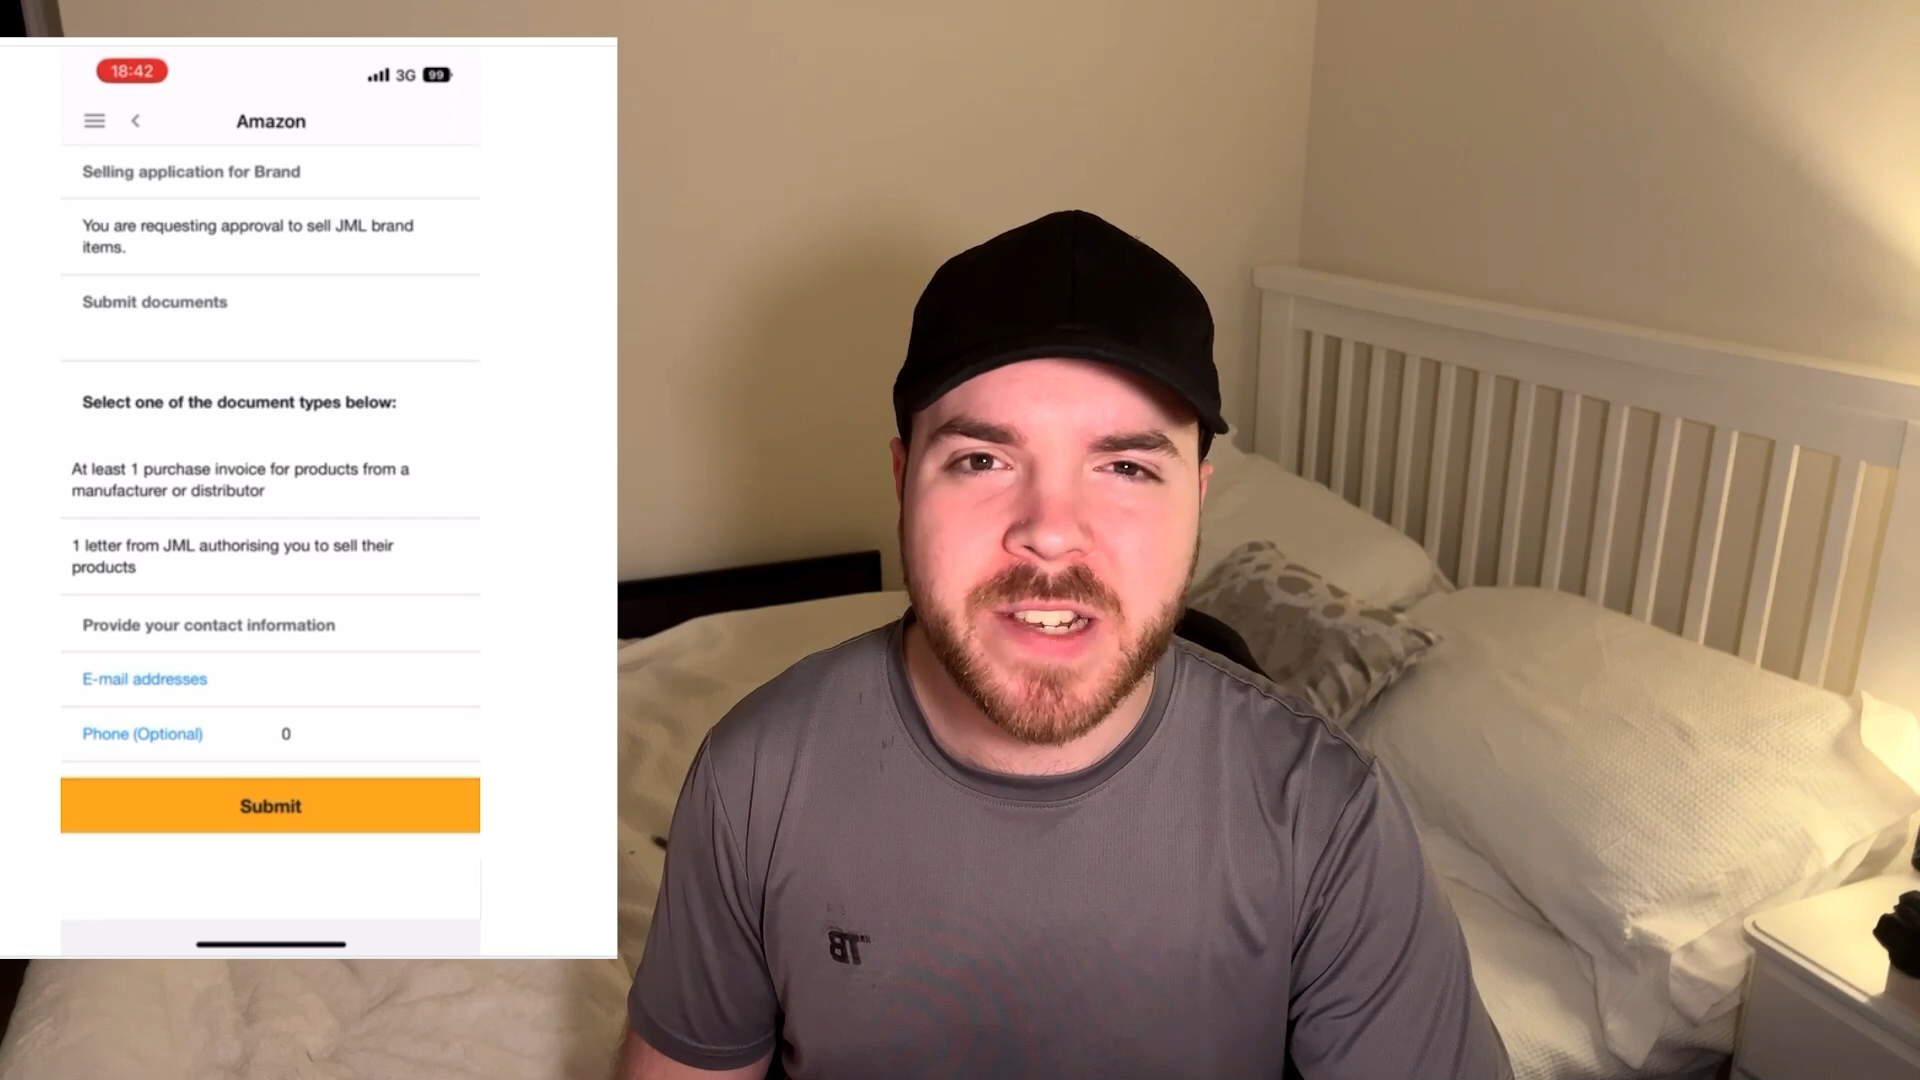 18:42
3G 99
Amazon
Selling application for Brand
You are requesting approval to sell JML brand
items.
Submit documents
Select one of the document types below:
At least 1 purchase invoice for products from a
manufacturer or distributor
1 letter from JML authorising you to sell their
products
Provide your contact information
E-mail addresses
Phone (Optional) 0
Submit